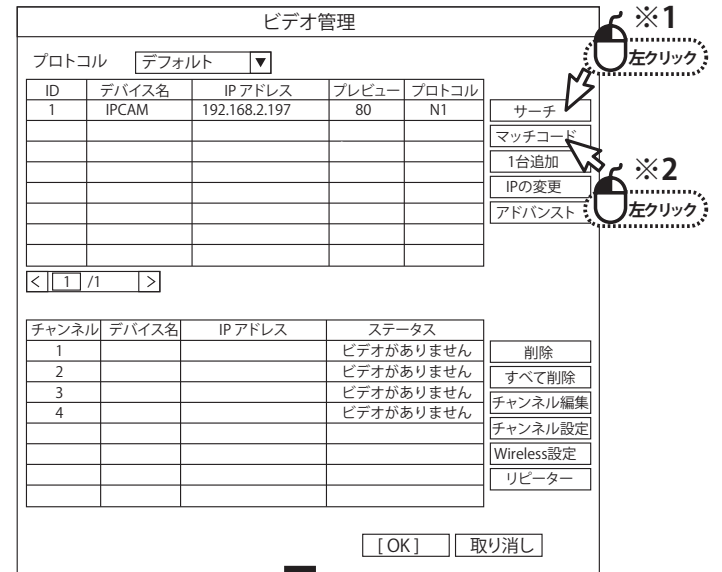 ビデオ管理
※1
左クリック
プロトコル デフォルト ▼
ID デバイス名 IP アドレス プレビュー プロトコル
1 IPCAM 192.168.2.197 80 N1
サーチ
マッチコード
1台追加
IPの変更
アドバンスト
※2
左クリック
< 1 /1 >
チャンネル デバイス名 IP アドレス ステータス
1 ビデオがありません
2 ビデオがありません
3 ビデオがありません
4 ビデオがありません
削除
すべて削除
チャンネル編集
チャンネル設定
Wireless設定
リピーター
[ OK ] 取り消し